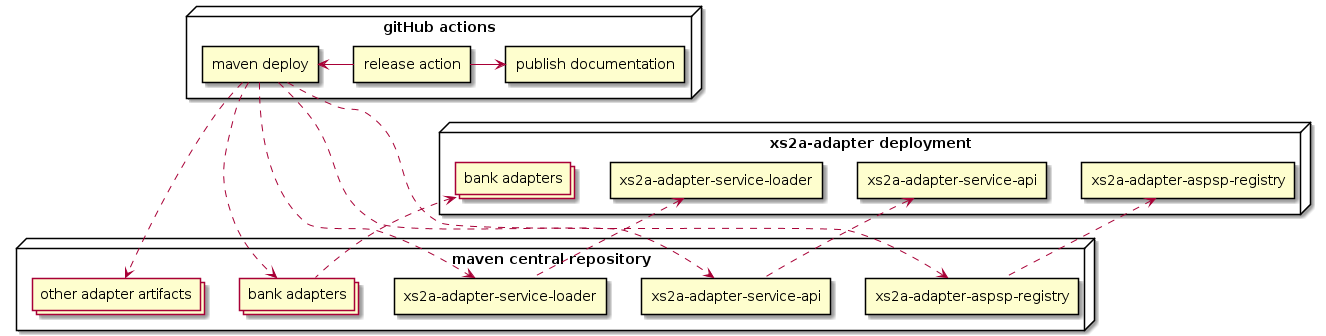 gitHub actions
maven deploy
release action
publish documentation
xs2a-adapter deployment
bank adapters
xs2a-adapter-service-loader
xs2a-adapter-service-api
xs2a-adapter-aspsp-registry
maven central repository
other adapter artifacts
bank adapters
xs2a-adapter-service-loader
xs2a-adapter-service-api
xs2a-adapter-aspsp-registry